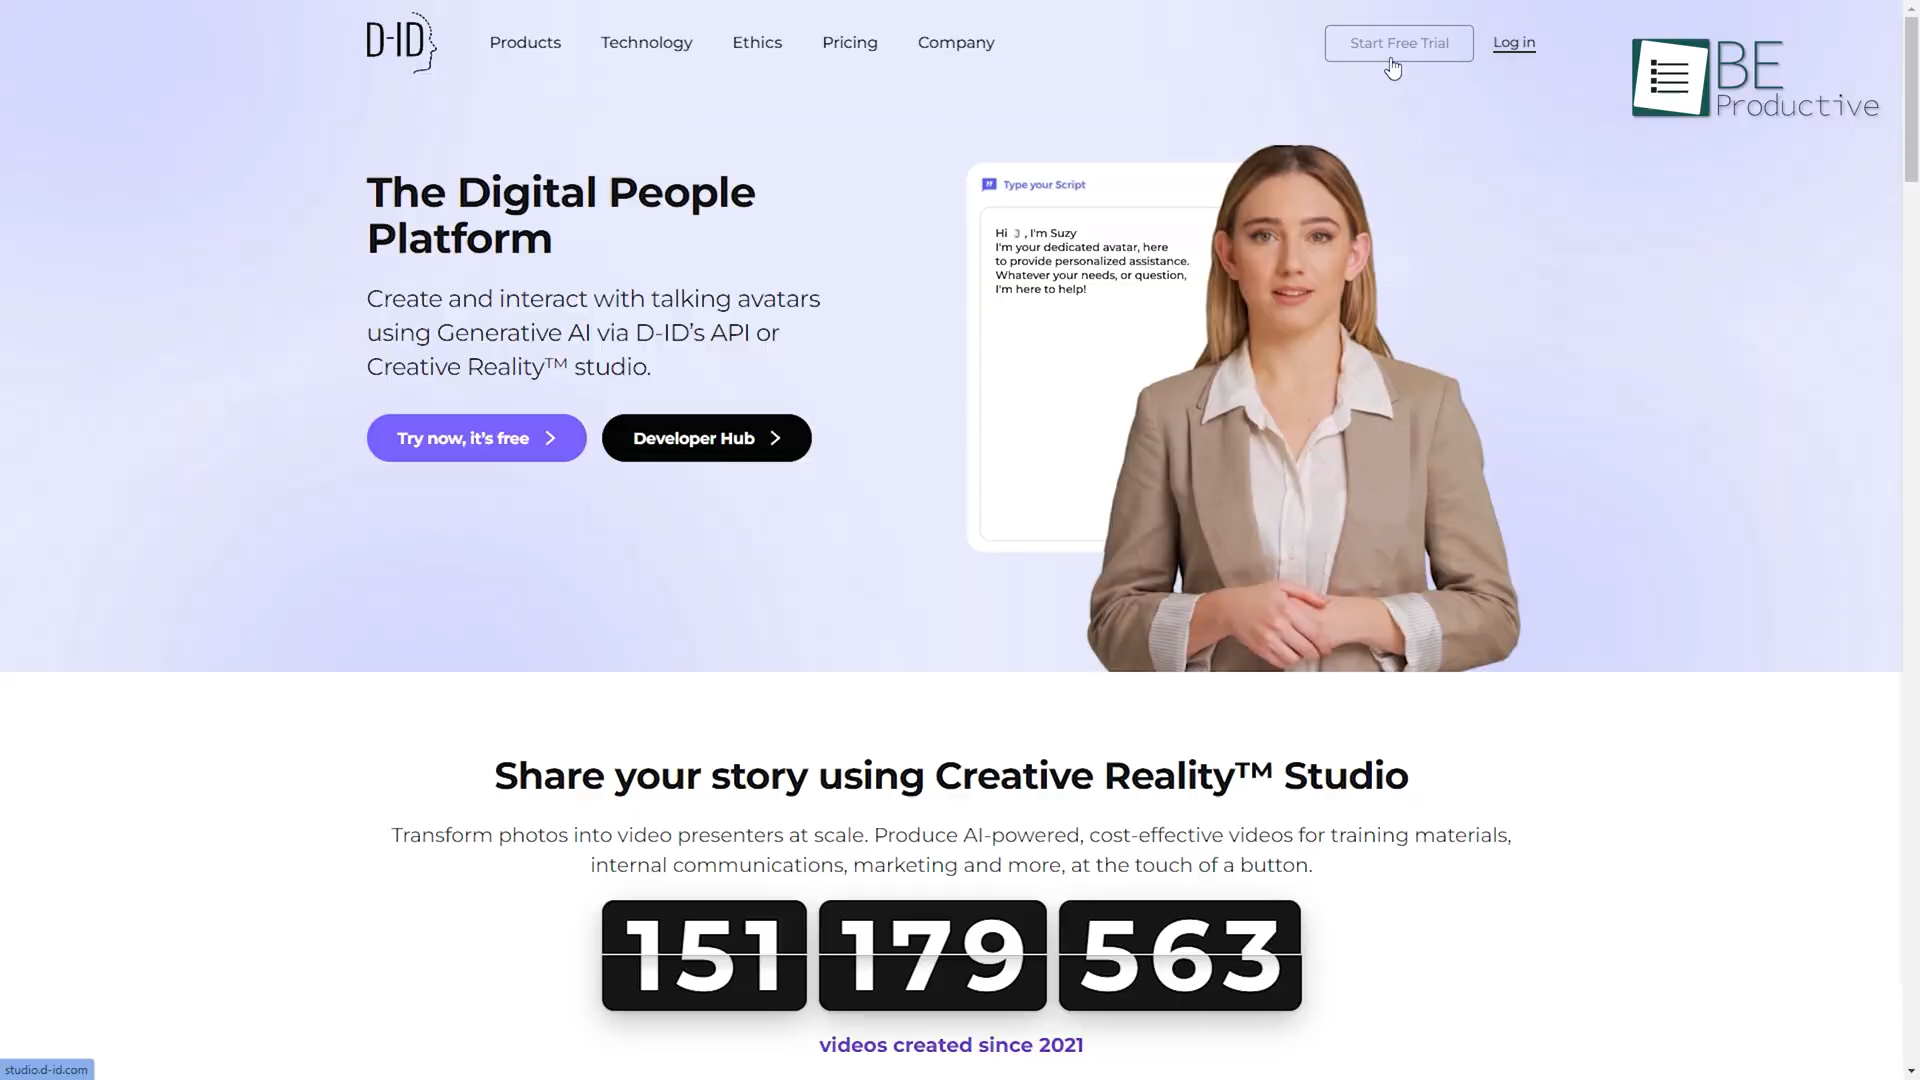 D-ID
Products
Technology
Ethics
Pricing
Company
Start Free Trial
Log in
BE
Productive
The Digital People
Platform
Create and interact with talking avatars
using Generative AI via D-ID’s API or
Creative Reality™ studio.
Try now, it’s free
Developer Hub
Type your Script
Hi , I'm Suzy
I'm your dedicated avatar, here
to provide personalized assistance.
Whatever your needs, or question,
I'm here to help!
Share your story using Creative Reality™ Studio
Transform photos into video presenters at scale. Produce AI-powered, cost-effective videos for training materials,
internal communications, marketing and more, at the touch of a button.
151 179 563
videos created since 2021
studio.d-id.com